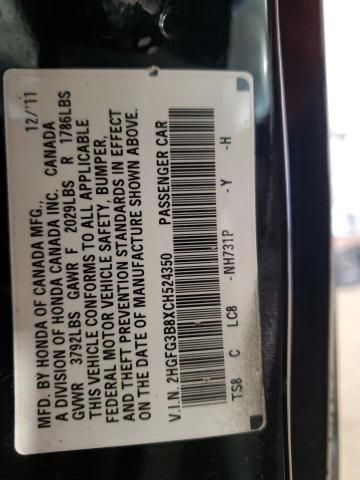 MFD. BY HONDA OF CANADA MFG., 12/'11
A DIVISION OF HONDA CANADA INC. CANADA
GVWR 3792LBS GAWR F 2029LBS R 1786LBS
THIS VEHICLE CONFORMS TO ALL APPLICABLE
FEDERAL MOTOR VEHICLE SAFETY, BUMPER,
AND THEFT PREVENTION STANDARDS IN EFFECT
ON THE DATE OF MANUFACTURE SHOWN ABOVE.
V.I.N. 2HGFG3B8XCH524350 PASSENGER CAR
TS8 C LC8 -NH731P -Y -H